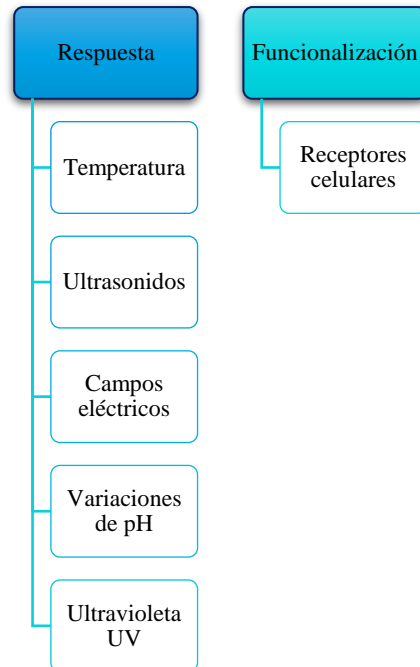 Respuesta
Temperatura
Ultrasonidos
Campos
eléctricos
Variaciones
de pH
Ultravioleta
UV
Funcionalización
Receptores
celulares